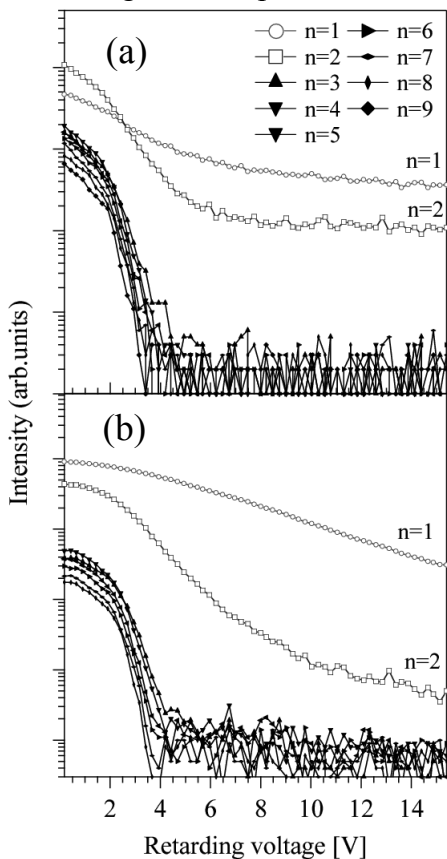 (a)
n=1
n=2
n=3
n=4
n=5
n=6
n=7
n=8
n=9
n=1
n=2
Intensity (arb.units)
(b)
n=1
n=2
2 4 6 8 10 12 14
Retarding voltage [V]